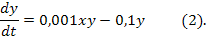 dy/dt = 0,001xy − 0,1y (2).